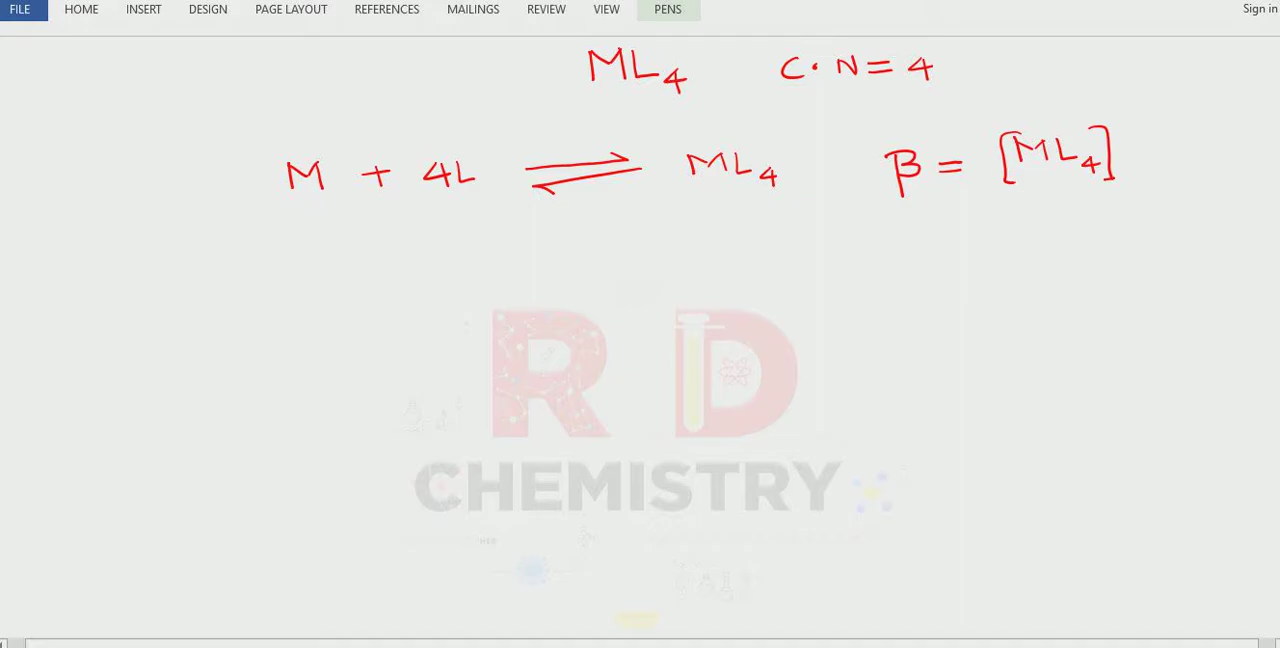 FILE HOME INSERT DESIGN PAGE LAYOUT REFERENCES MAILINGS REVIEW VIEW PENS Sign in
ML₄ C·N = 4
M + 4L ⇌ ML₄ β = [ML₄]
R D
CHEMISTRY